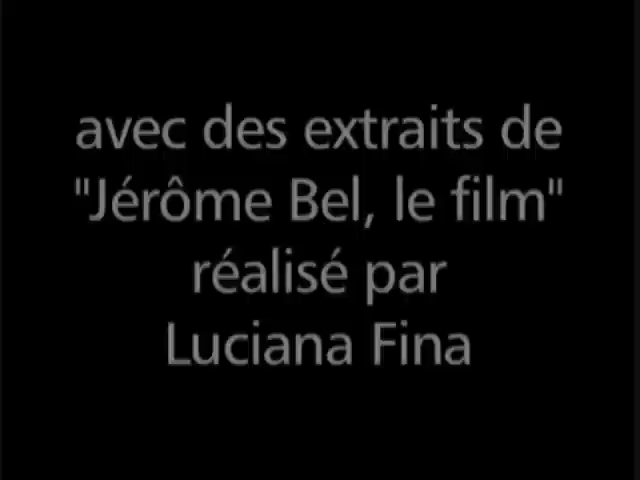 avec des extraits de
"Jérôme Bel, le film"
réalisé par
Luciana Fina